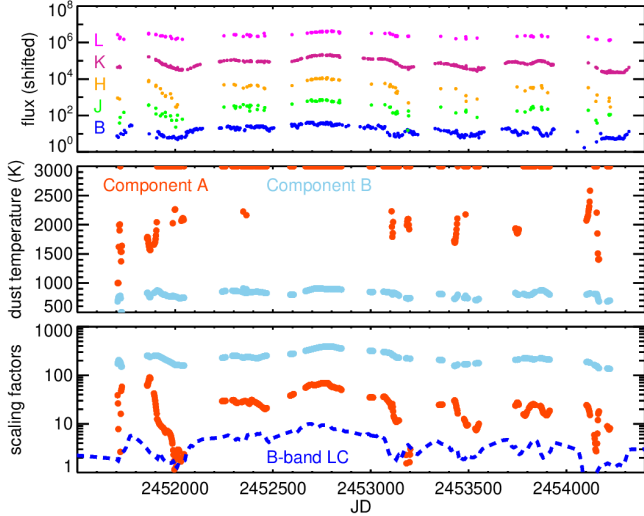 flux (shifted)
10^8
10^6
10^4
10^2
10^0
L
K
H
J
B
dust temperature (K)
3000
2500
2000
1500
1000
500
Component A
Component B
scaling factors
1000
100
10
1
B-band LC
2452000
2452500
2453000
2453500
2454000
JD